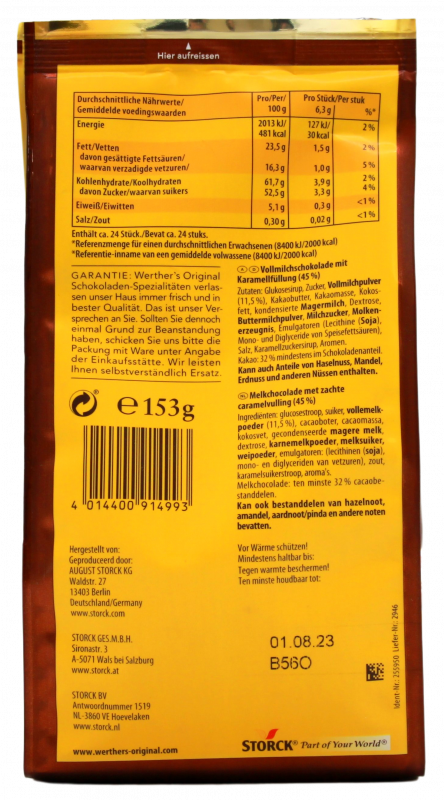 Hier aufreissen
Durchschnittliche Nährwerte/ Pro/Per/ Pro Stück/Per stuk
Gemiddelde voedingswaarden 100 g 6,3 g %*
Energie 2013 kJ/ 127 kJ/ 2 %
481 kcal 30 kcal
Fett/Vetten 23,5 g 1,5 g 2 %
davon gesättigte Fettsäuren/
waarvan verzadigde vetzuren/ 16,3 g 1,0 g 5 %
Kohlenhydrate/Koolhydraten 61,7 g 3,9 g 2 %
davon Zucker/waarvan suikers 52,5 g 3,3 g 4 %
Eiweiß/Eiwitten 5,1 g 0,3 g <1 %
Salz/Zout 0,30 g 0,02 g <1 %
Enthält ca. 24 Stück./Bevat ca. 24 stuks.
*Referenzmenge für einen durchschnittlichen Erwachsenen (8400 kJ/2000 kcal)
*Referentie-inname van een gemiddelde volwassene (8400 kJ/2000 kcal)
GARANTIE: Werther's Original
Schokoladen-Spezialitäten verlas-
sen unser Haus immer frisch und in
bester Qualität. Das ist unser Ver-
sprechen an Sie. Sollten Sie dennoch
einmal Grund zur Beanstandung
haben, schicken Sie uns bitte die
Packung mit Ware unter Angabe
der Einkaufsstätte. Wir leisten
Ihnen selbstverständlich Ersatz.
e 153g
4 014400 914993
Vollmilchschokolade mit
Karamellfüllung (45 %)
Zutaten: Glukosesirup, Zucker, Vollmilchpulver
(11,5 %), Kakaobutter, Kakaomasse, Kokos-
fett, kondensierte Magermilch, Dextrose,
Buttermilchpulver, Milchzucker, Molken-
erzeugnis, Emulgatoren (Lecithine (Soja),
Mono- und Diglyceride von Speisefettsäuren),
Salz, Karamellzuckersirup, Aromen.
Kakao: 32 % mindestens im Schokoladenanteil.
Kann auch Anteile von Haselnuss, Mandel,
Erdnuss und anderen Nüssen enthalten.
Melkchocolade met zachte
caramelvulling (45 %)
Ingrediënten: glucosestroop, suiker, vollemelk-
poeder (11,5 %), cacaoboter, cacaomassa,
kokosvet, gecondenseerde magere melk,
dextrose, karnemelkpoeder, melksuiker,
weipoeder, emulgatoren: (lecithinen (soja),
mono- en diglyceriden van vetzuren), zout,
karamelsuikerstroop, aroma's.
Melkchocolade: ten minste 32 % cacaobe-
standdelen.
Kan ook bestanddelen van hazelnoot,
amandel, aardnoot/pinda en andere noten
bevatten.
Hergestellt von:
Geproduceerd door:
AUGUST STORCK KG
Waldstr. 27
13403 Berlin
Deutschland/Germany
www.storck.com
STORCK GES.M.B.H.
Sironastr. 3
A-5071 Wals bei Salzburg
www.storck.at
STORCK BV
Antwoordnummer 1519
NL-3860 VE Hoevelaken
www.storck.nl
www.werthers-original.com
Vor Wärme schützen!
Mindestens haltbar bis:
Tegen warmte beschermen!
Ten minste houdbaar tot:
01.08.23
B56O
Ident-Nr.: 255950 Liefer-Nr.: 2946
STORCK® Part of Your World®